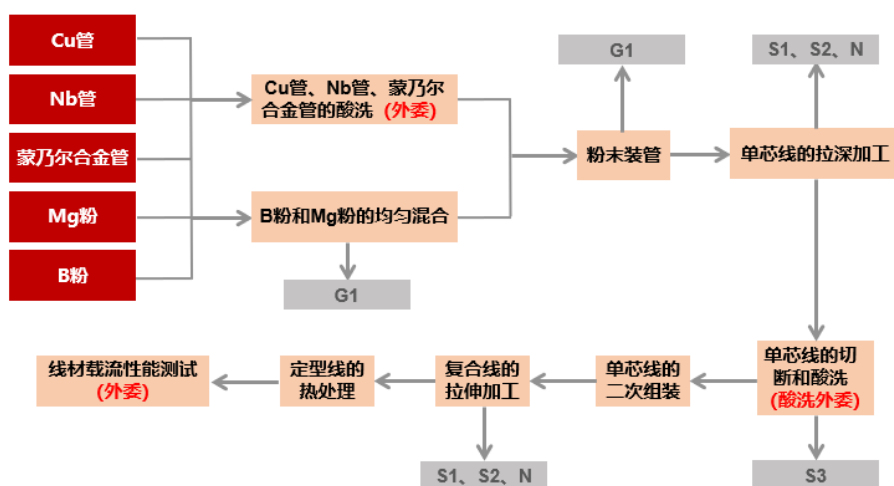 Cu管
Nb管
蒙乃尔合金管
Mg粉
B粉
Cu管、Nb管、蒙乃尔
合金管的酸洗 (外委)
B粉和Mg粉的均匀混合
G1
G1
粉末装管
S1、S2、N
单芯线的拉深加工
单芯线的切
断和酸洗
(酸洗外委)
S3
单芯线的
二次组装
复合线的
拉伸加工
S1、S2、N
定型线的
热处理
线材载流性能测试
(外委)